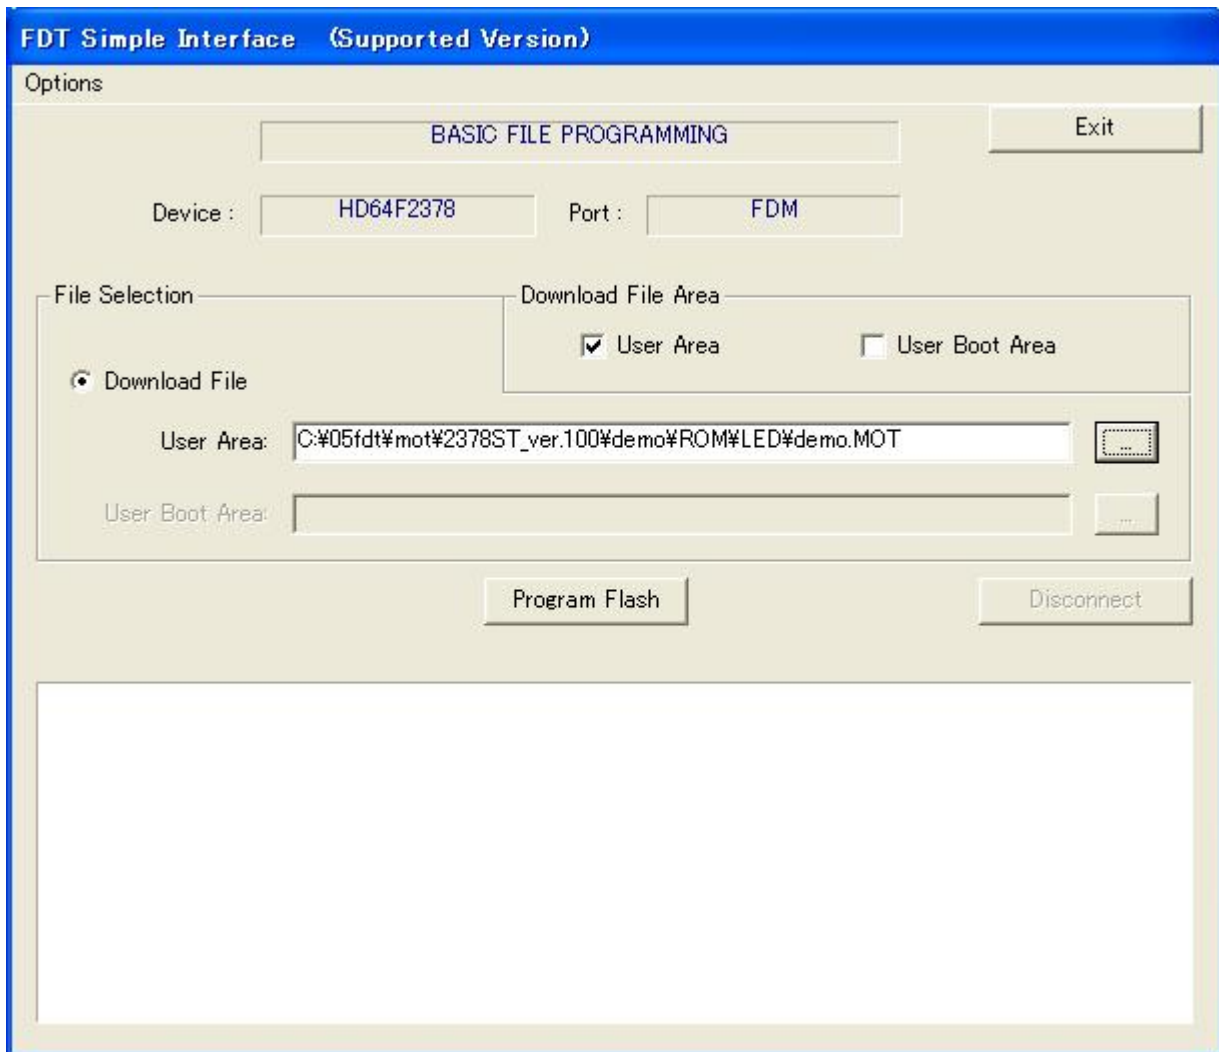 FDT Simple Interface (Supported Version)
Options
BASIC FILE PROGRAMMING
Exit
Device :
HD64F2378
Port :
FDM
File Selection
Download File Area
User Area
User Boot Area
Download File
User Area:
C:¥05fdt¥mot¥2378ST_ver.100¥demo¥ROM¥LED¥demo.MOT
...
User Boot Area:
...
Program Flash
Disconnect